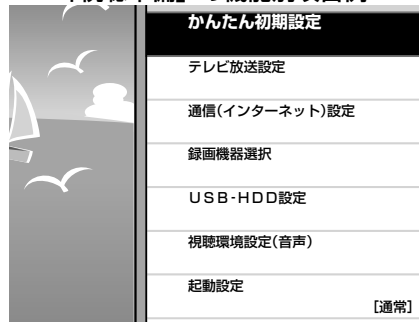 かんたん初期設定
テレビ放送設定
通信(インターネット)設定
録画機器選択
USB-HDD設定
視聴環境設定(音声)
起動設定
[通常]